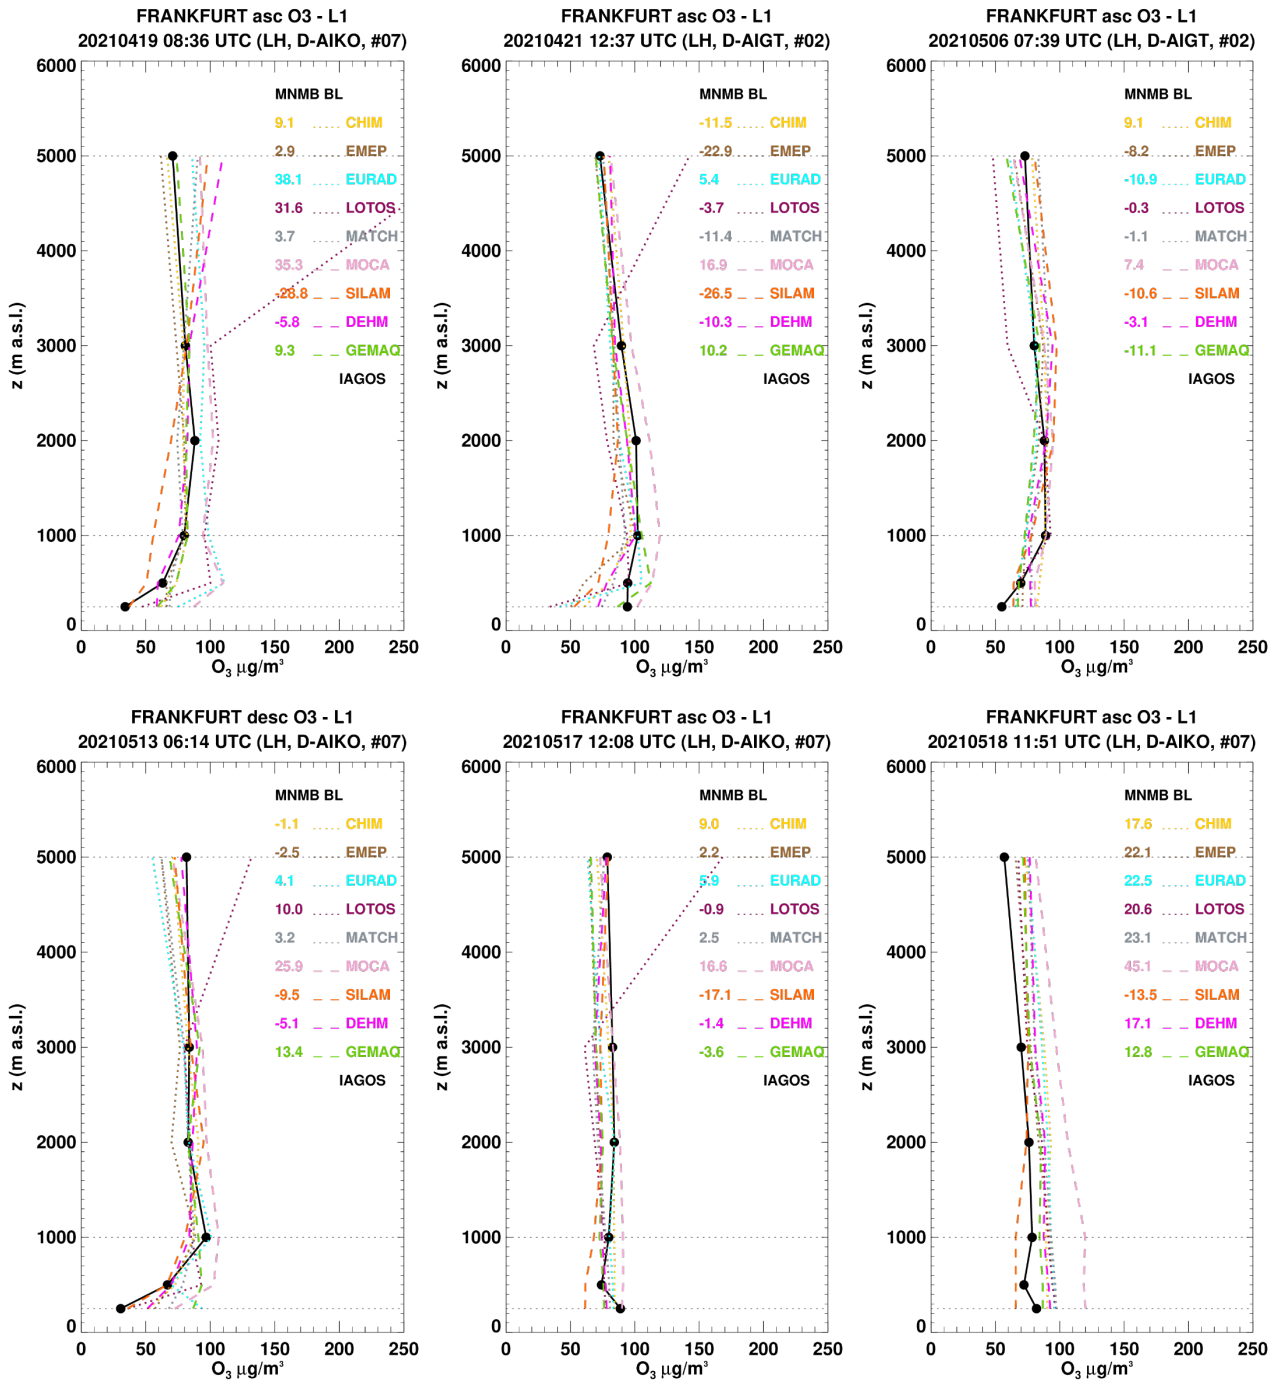 FRANKFURT asc O3 - L1
20210419 08:36 UTC (LH, D-AIKO, #07)
6000
5000
4000
3000
2000
1000
0
z (m a.s.l.)
MNMB BL
9.1 CHIM
2.9 EMEP
38.1 EURAD
31.6 LOTOS
3.7 MATCH
35.3 MOCA
-28.8 SILAM
-5.8 DEHM
9.3 GEMAQ
IAGOS
0 50 100 150 200 250
O₃ μg/m³
FRANKFURT asc O3 - L1
20210421 12:37 UTC (LH, D-AIGT, #02)
6000
5000
4000
3000
2000
1000
0
z (m a.s.l.)
MNMB BL
-11.5 CHIM
-22.9 EMEP
5.4 EURAD
-3.7 LOTOS
-11.4 MATCH
16.9 MOCA
-26.5 SILAM
-10.3 DEHM
10.2 GEMAQ
IAGOS
0 50 100 150 200 250
O₃ μg/m³
FRANKFURT asc O3 - L1
20210506 07:39 UTC (LH, D-AIGT, #02)
6000
5000
4000
3000
2000
1000
0
z (m a.s.l.)
MNMB BL
9.1 CHIM
-8.2 EMEP
-10.9 EURAD
-0.3 LOTOS
-1.1 MATCH
7.4 MOCA
-10.6 SILAM
-3.1 DEHM
-11.1 GEMAQ
IAGOS
0 50 100 150 200 250
O₃ μg/m³
FRANKFURT desc O3 - L1
20210513 06:14 UTC (LH, D-AIKO, #07)
6000
5000
4000
3000
2000
1000
0
z (m a.s.l.)
MNMB BL
-1.1 CHIM
-2.5 EMEP
4.1 EURAD
10.0 LOTOS
3.2 MATCH
25.9 MOCA
-9.5 SILAM
-5.1 DEHM
13.4 GEMAQ
IAGOS
0 50 100 150 200 250
O₃ μg/m³
FRANKFURT asc O3 - L1
20210517 12:08 UTC (LH, D-AIKO, #07)
6000
5000
4000
3000
2000
1000
0
z (m a.s.l.)
MNMB BL
9.0 CHIM
2.2 EMEP
5.9 EURAD
-0.9 LOTOS
2.5 MATCH
16.6 MOCA
-17.1 SILAM
-1.4 DEHM
-3.6 GEMAQ
IAGOS
0 50 100 150 200 250
O₃ μg/m³
FRANKFURT asc O3 - L1
20210518 11:51 UTC (LH, D-AIKO, #07)
6000
5000
4000
3000
2000
1000
0
z (m a.s.l.)
MNMB BL
17.6 CHIM
22.1 EMEP
22.5 EURAD
20.6 LOTOS
23.1 MATCH
45.1 MOCA
-13.5 SILAM
17.1 DEHM
12.8 GEMAQ
IAGOS
0 50 100 150 200 250
O₃ μg/m³